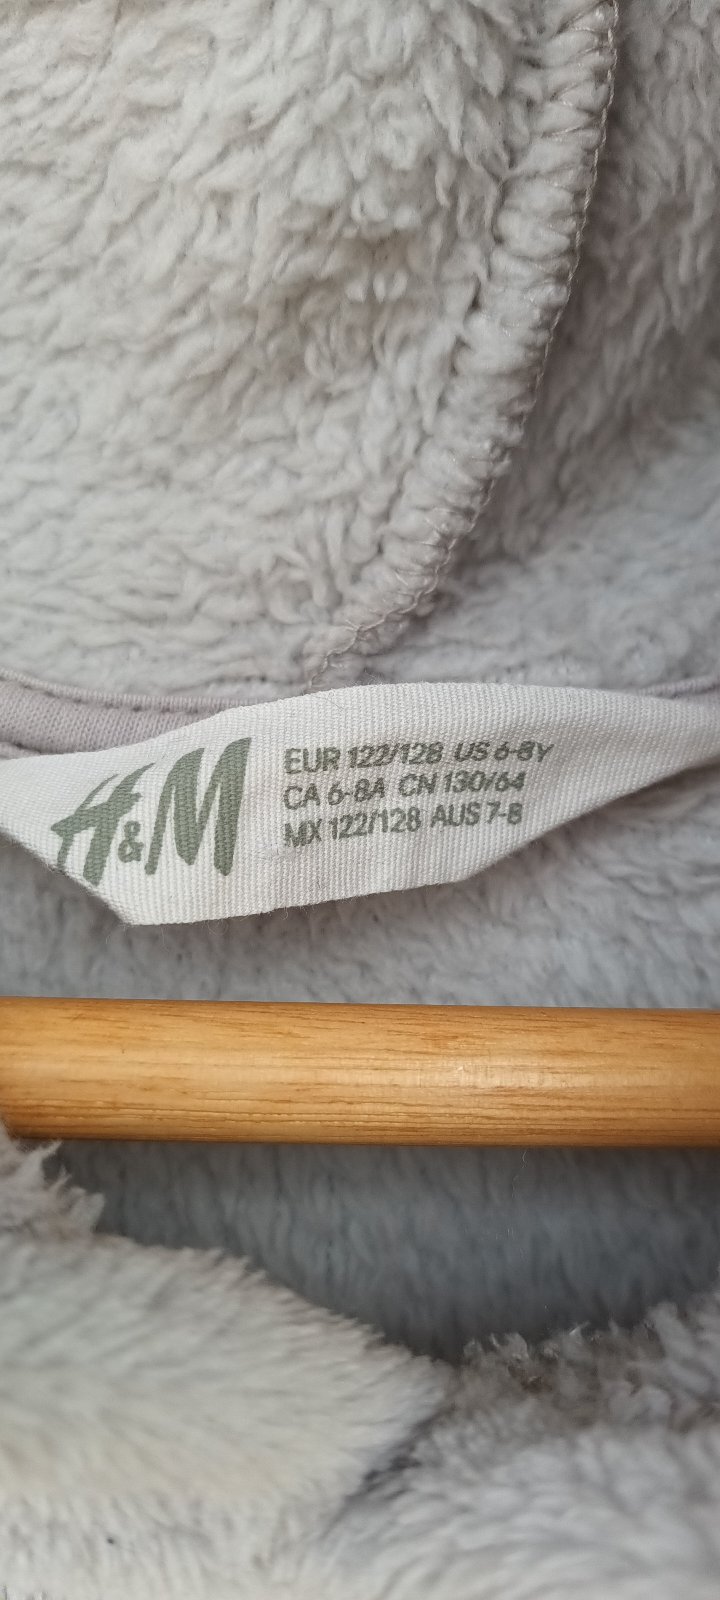 H&M
EUR 122/128 US 6-8Y
CA 6-8A CN 130/64
MX 122/128 AUS 7-8